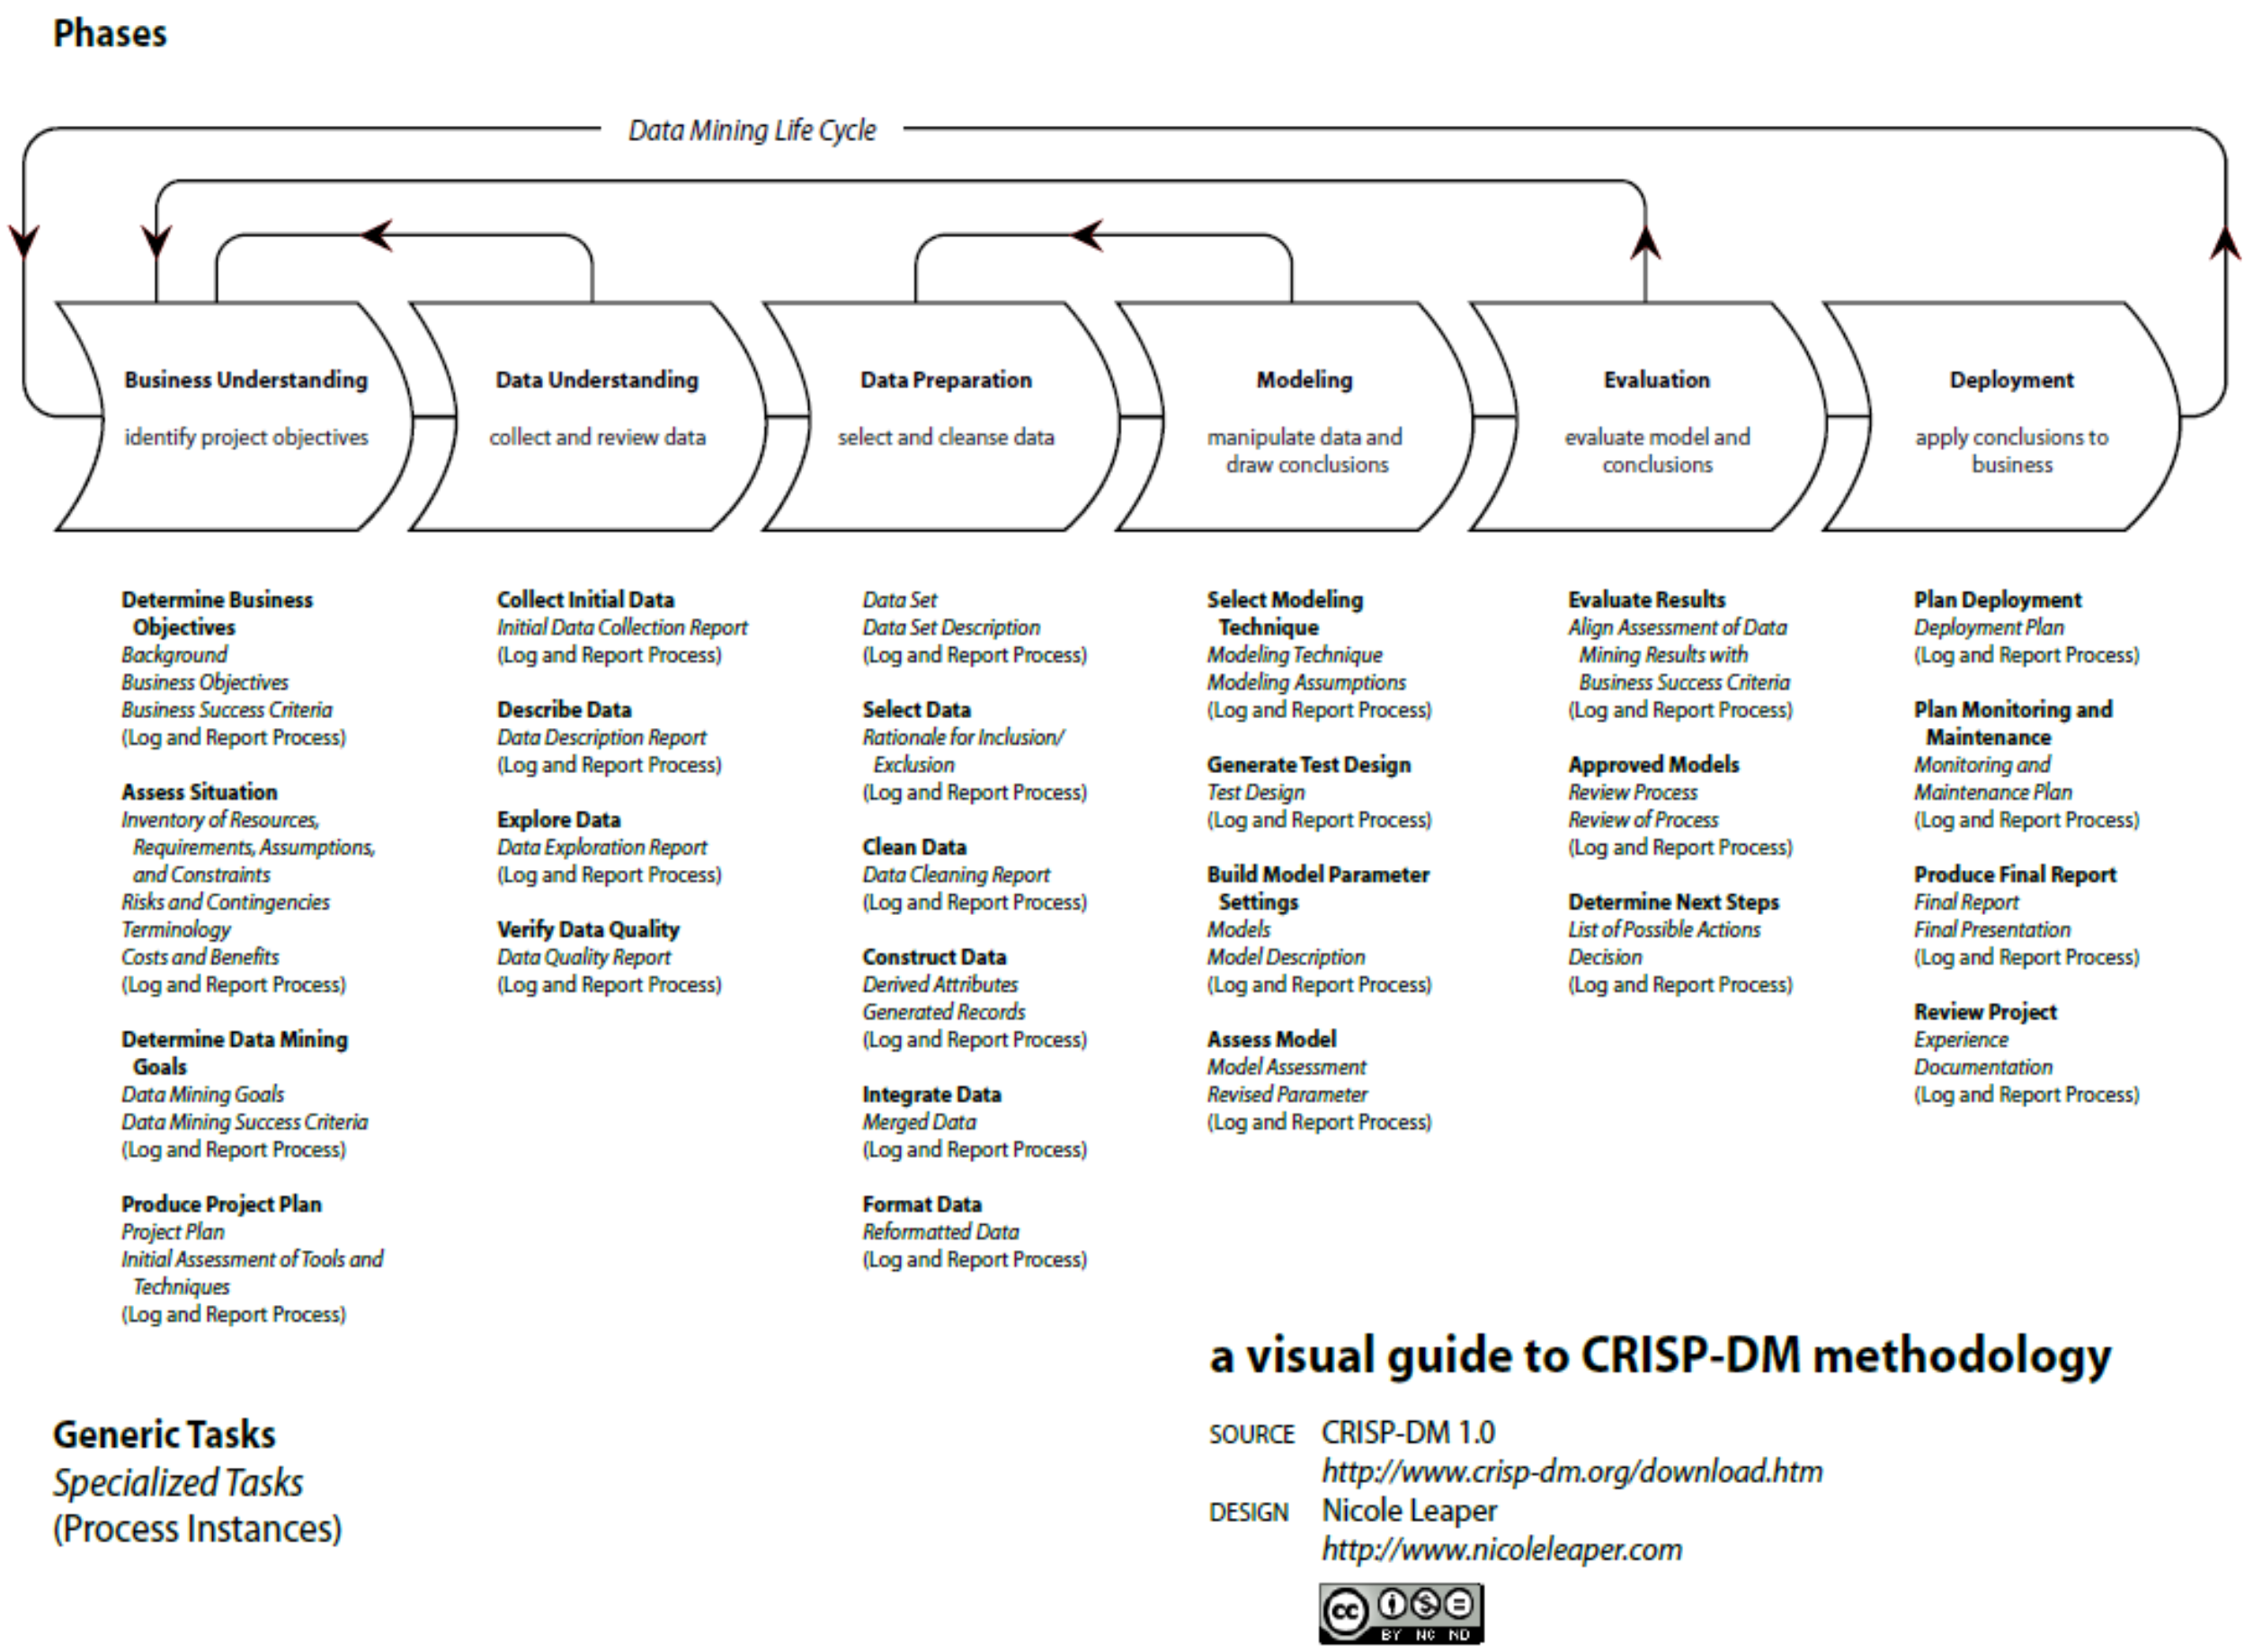 Phases
Data Mining Life Cycle
Business Understanding
identify project objectives
Data Understanding
collect and review data
Data Preparation
select and cleanse data
Modeling
manipulate data and
draw conclusions
Evaluation
evaluate model and
conclusions
Deployment
apply conclusions to
business
Determine Business
Objectives
Background
Business Objectives
Business Success Criteria
(Log and Report Process)
Assess Situation
Inventory of Resources,
Requirements, Assumptions,
and Constraints
Risks and Contingencies
Terminology
Costs and Benefits
(Log and Report Process)
Determine Data Mining
Goals
Data Mining Goals
Data Mining Success Criteria
(Log and Report Process)
Produce Project Plan
Project Plan
Initial Assessment of Tools and
Techniques
(Log and Report Process)
Collect Initial Data
Initial Data Collection Report
(Log and Report Process)
Describe Data
Data Description Report
(Log and Report Process)
Explore Data
Data Exploration Report
(Log and Report Process)
Verify Data Quality
Data Quality Report
(Log and Report Process)
Data Set
Data Set Description
(Log and Report Process)
Select Data
Rationale for Inclusion/
Exclusion
(Log and Report Process)
Clean Data
Data Cleaning Report
(Log and Report Process)
Construct Data
Derived Attributes
Generated Records
(Log and Report Process)
Integrate Data
Merged Data
(Log and Report Process)
Format Data
Reformatted Data
(Log and Report Process)
Select Modeling
Technique
Modeling Technique
Modeling Assumptions
(Log and Report Process)
Generate Test Design
Test Design
(Log and Report Process)
Build Model Parameter
Settings
Models
Model Description
(Log and Report Process)
Assess Model
Model Assessment
Revised Parameter
(Log and Report Process)
Evaluate Results
Align Assessment of Data
Mining Results with
Business Success Criteria
(Log and Report Process)
Approved Models
Review Process
Review of Process
(Log and Report Process)
Determine Next Steps
List of Possible Actions
Decision
(Log and Report Process)
Plan Deployment
Deployment Plan
(Log and Report Process)
Plan Monitoring and
Maintenance
Monitoring and
Maintenance Plan
(Log and Report Process)
Produce Final Report
Final Report
Final Presentation
(Log and Report Process)
Review Project
Experience
Documentation
(Log and Report Process)
Generic Tasks
Specialized Tasks
(Process Instances)
a visual guide to CRISP-DM methodology
SOURCE CRISP-DM 1.0
http://www.crisp-dm.org/download.htm
DESIGN Nicole Leaper
http://www.nicoleleaper.com
cc
BY NC ND